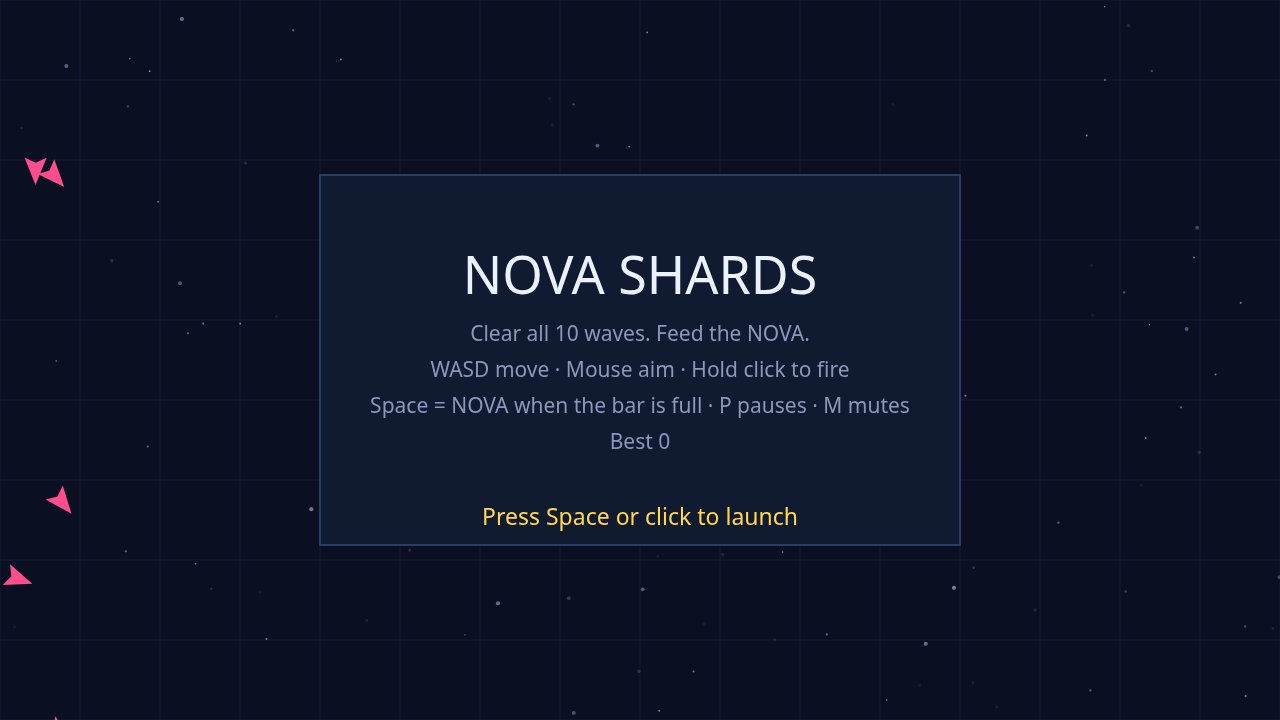 NOVA SHARDS
Clear all 10 waves. Feed the NOVA.
WASD move · Mouse aim · Hold click to fire
Space = NOVA when the bar is full · P pauses · M mutes
Best 0
Press Space or click to launch